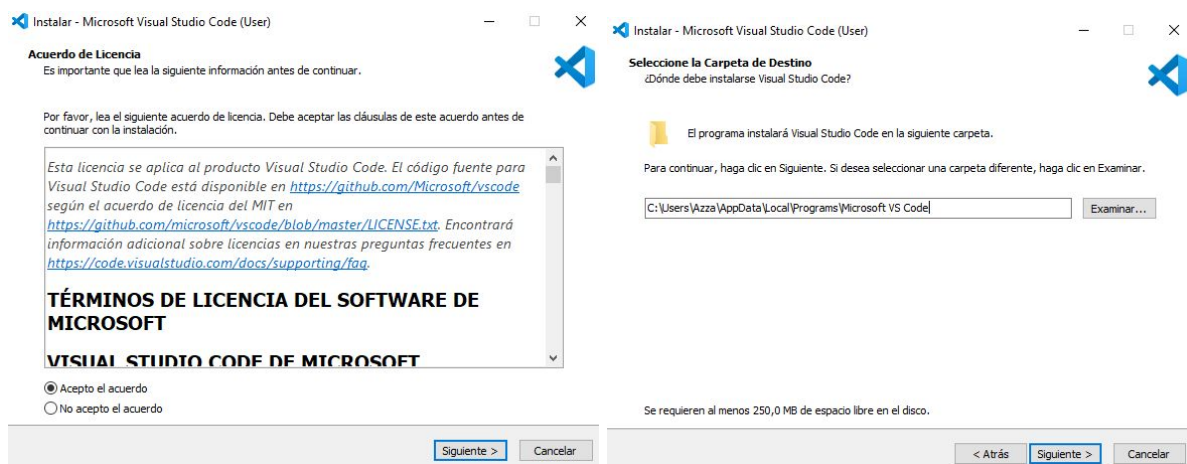 Instalar - Microsoft Visual Studio Code (User)
Acuerdo de Licencia
Es importante que lea la siguiente información antes de continuar.
Por favor, lea el siguiente acuerdo de licencia. Debe aceptar las cláusulas de este acuerdo antes de
continuar con la instalación.
Esta licencia se aplica al producto Visual Studio Code. El código fuente para
Visual Studio Code está disponible en https://github.com/Microsoft/vscode
según el acuerdo de licencia del MIT en
https://github.com/microsoft/vscode/blob/master/LICENSE.txt. Encontrará
información adicional sobre licencias en nuestras preguntas frecuentes en
https://code.visualstudio.com/docs/supporting/faq.
TÉRMINOS DE LICENCIA DEL SOFTWARE DE
MICROSOFT
VISUAL STUDIO CODE DE MICROSOFT
Acepto el acuerdo
No acepto el acuerdo
Siguiente >
Cancelar
Instalar - Microsoft Visual Studio Code (User)
Seleccione la Carpeta de Destino
¿Dónde debe instalarse Visual Studio Code?
El programa instalará Visual Studio Code en la siguiente carpeta.
Para continuar, haga clic en Siguiente. Si desea seleccionar una carpeta diferente, haga clic en Examinar.
C:\Users\Azza\AppData\Local\Programs\Microsoft VS Code
Examinar...
Se requieren al menos 250,0 MB de espacio libre en el disco.
< Atrás
Siguiente >
Cancelar